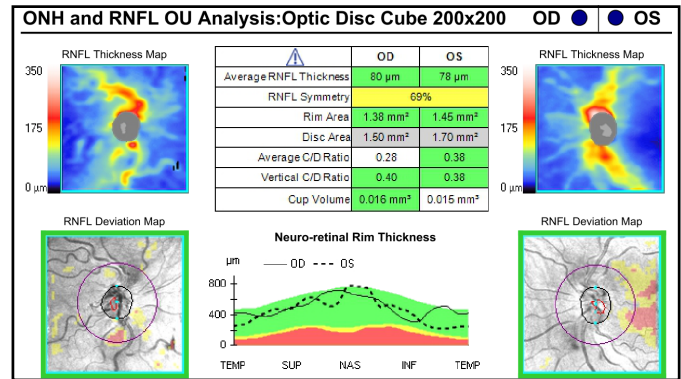 ONH and RNFL OU Analysis:Optic Disc Cube 200x200 OD OS
RNFL Thickness Map
350
175
0 μm
OD OS
Average RNFL Thickness 80 μm 78 μm
RNFL Symmetry 69%
Rim Area 1.38 mm² 1.45 mm²
Disc Area 1.50 mm² 1.70 mm²
Average C/D Ratio 0.28 0.38
Vertical C/D Ratio 0.40 0.38
Cup Volume 0.016 mm³ 0.015 mm³
RNFL Thickness Map
350
175
0 μm
RNFL Deviation Map
Neuro-retinal Rim Thickness
μm OD OS
800
400
0
TEMP SUP NAS INF TEMP
RNFL Deviation Map